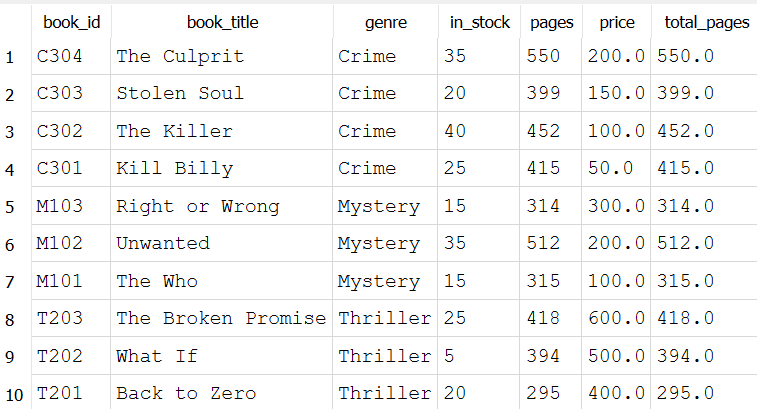 book_id book_title genre in_stock pages price total_pages
1 C304 The Culprit Crime 35 550 200.0 550.0
2 C303 Stolen Soul Crime 20 399 150.0 399.0
3 C302 The Killer Crime 40 452 100.0 452.0
4 C301 Kill Billy Crime 25 415 50.0 415.0
5 M103 Right or Wrong Mystery 15 314 300.0 314.0
6 M102 Unwanted Mystery 35 512 200.0 512.0
7 M101 The Who Mystery 15 315 100.0 315.0
8 T203 The Broken Promise Thriller 25 418 600.0 418.0
9 T202 What If Thriller 5 394 500.0 394.0
10 T201 Back to Zero Thriller 20 295 400.0 295.0